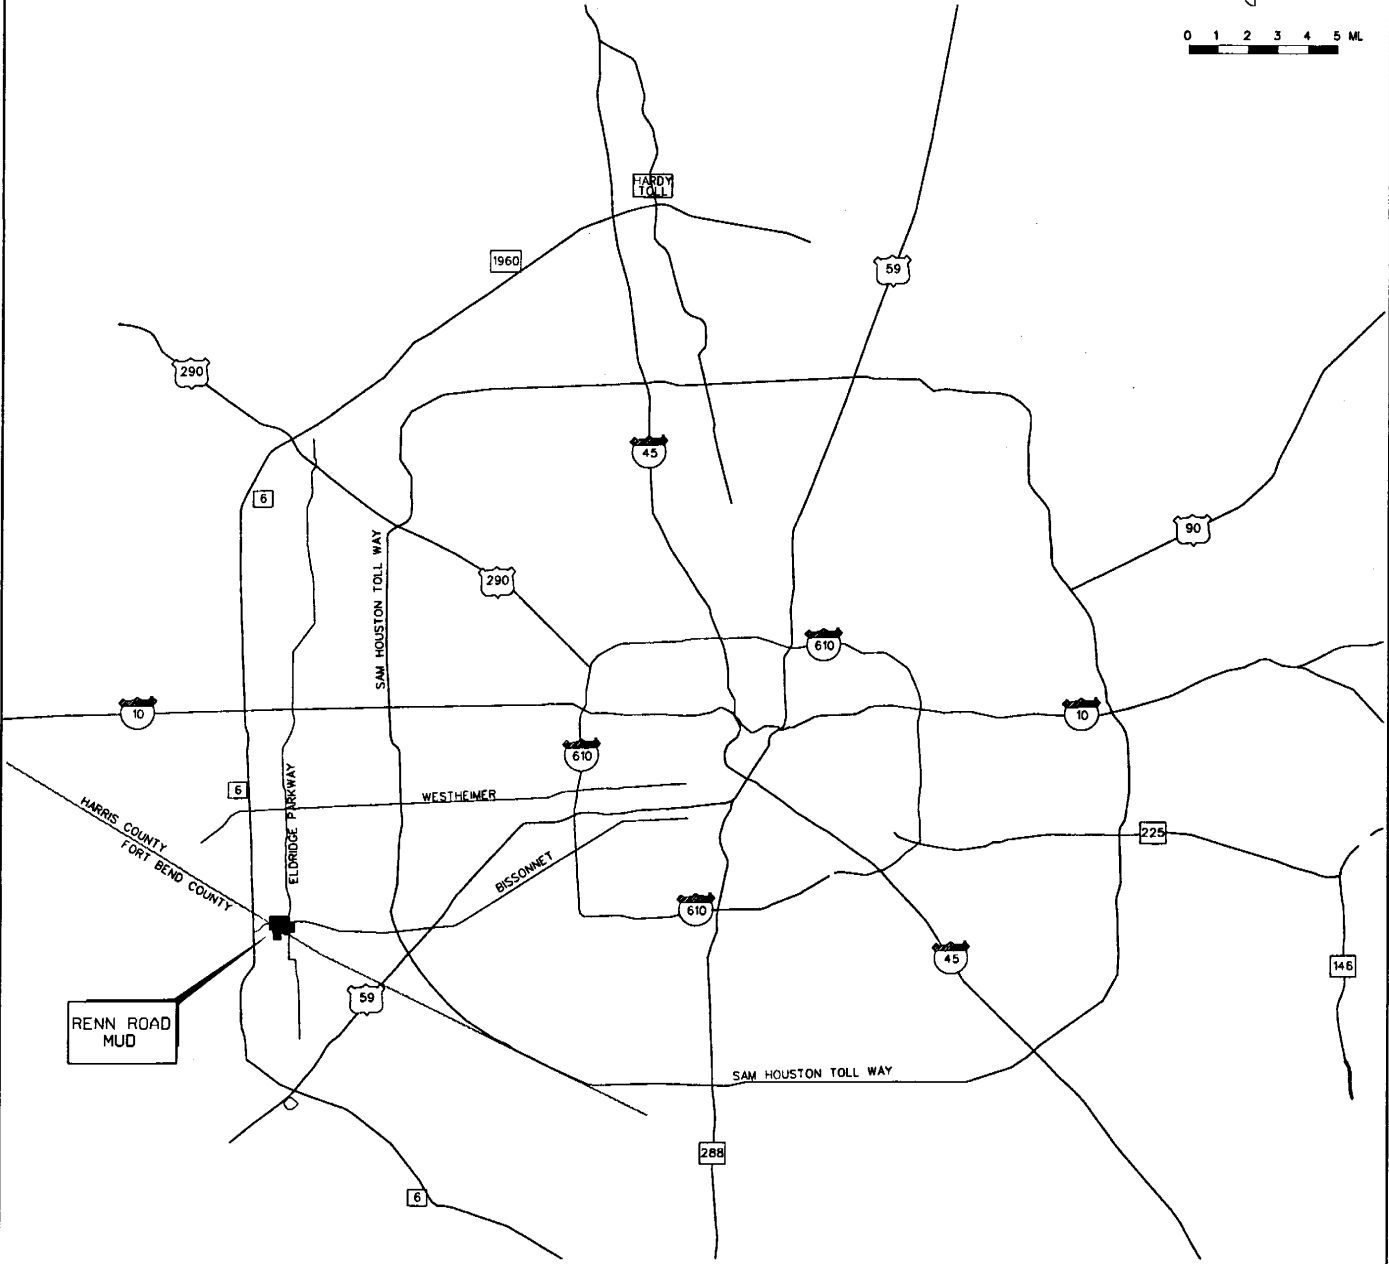 0 1 2 3 4 5 ML
HARDY
TOLL
1960
59
290
45
6
90
SAM HOUSTON TOLL WAY
290
610
10
10
610
6
WESTHEIMER
ELDRIDGE PARKWAY
HARRIS COUNTY
FORT BEND COUNTY
225
BISSONNET
610
45
146
59
RENN ROAD
MUD
SAM HOUSTON TOLL WAY
288
6